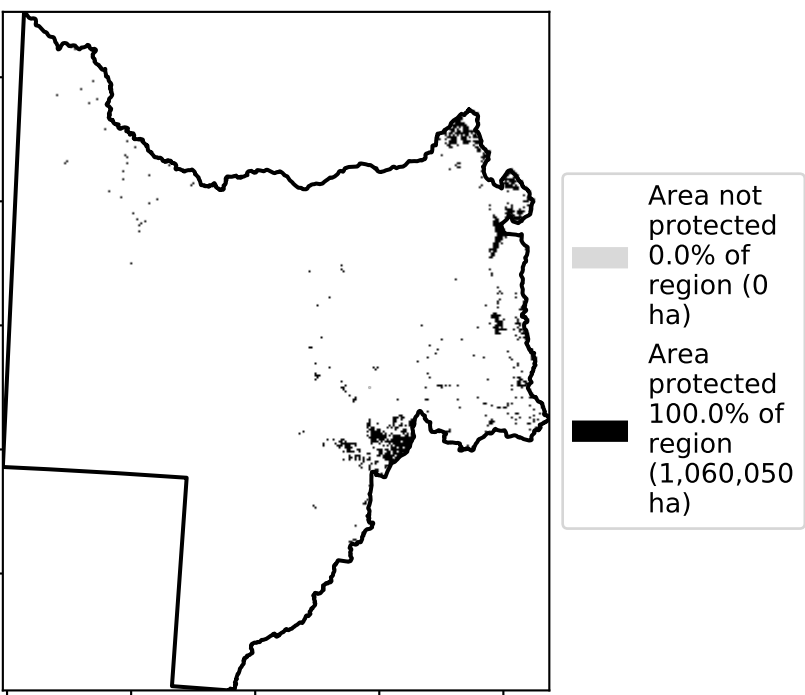 Area not
protected
0.0% of
region (0
ha)
Area
protected
100.0% of
region
(1,060,050
ha)